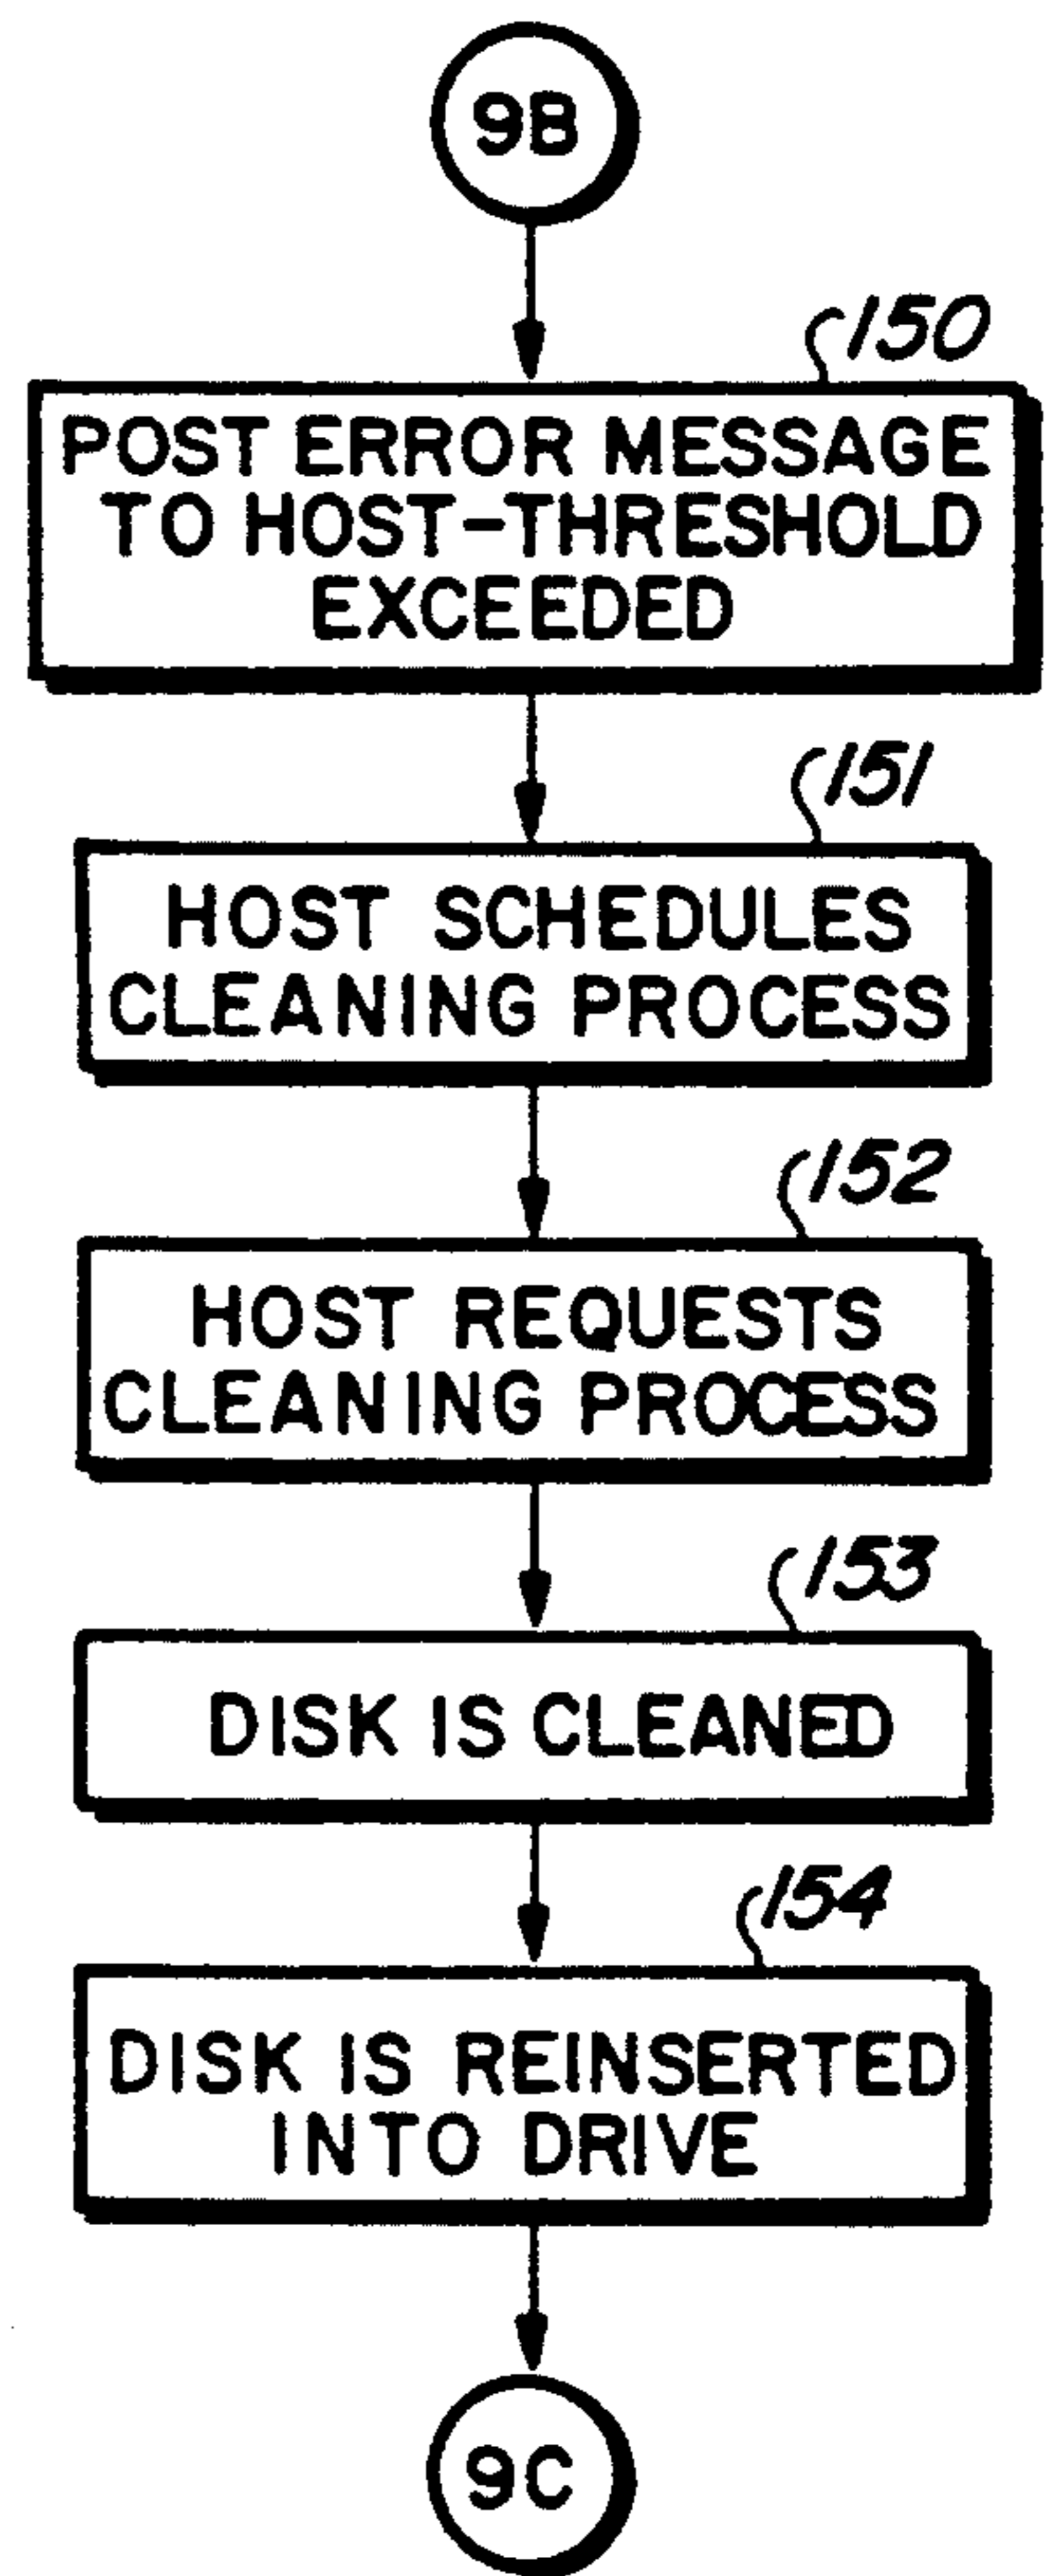 9B
150
POST ERROR MESSAGE
TO HOST-THRESHOLD
EXCEEDED
151
HOST SCHEDULES
CLEANING PROCESS
152
HOST REQUESTS
CLEANING PROCESS
153
DISK IS CLEANED
154
DISK IS REINSERTED
INTO DRIVE
9C